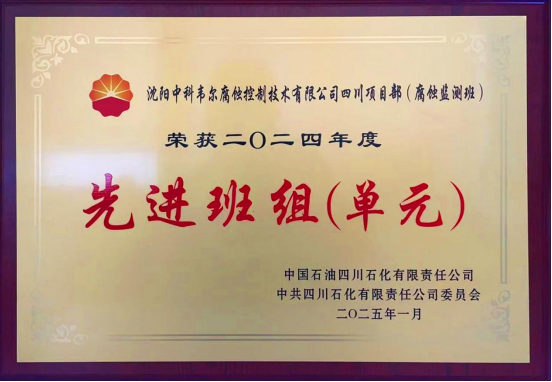 沈阳中科韦尔腐蚀控制技术有限公司四川项目部(腐蚀监测班)
荣获二〇二四年度
先进班组(单元)
中国石油四川石化有限责任公司
中共四川石化有限责任公司委员会
二〇二五年一月